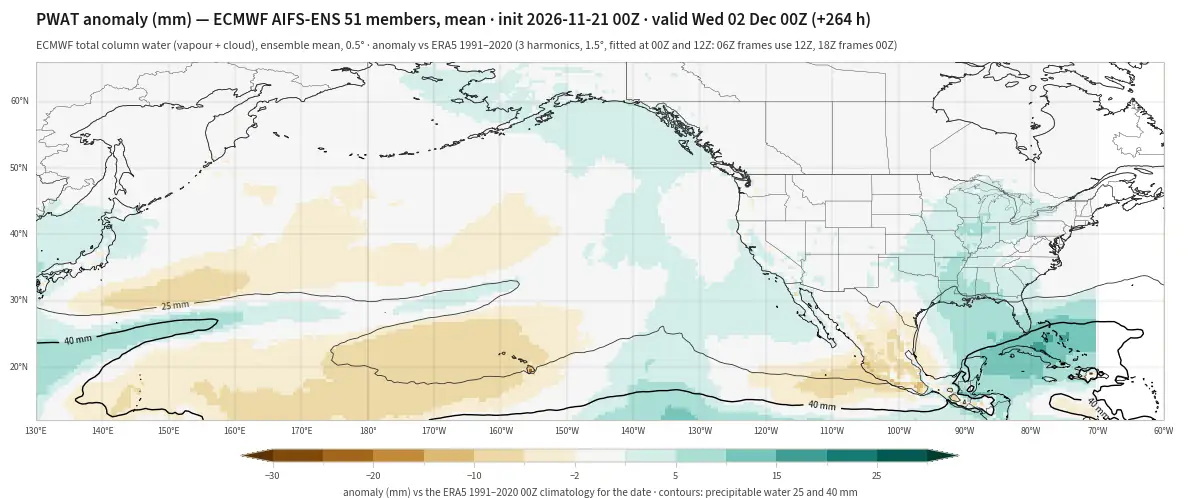 PWAT anomaly (mm) — ECMWF AIFS-ENS 51 members, mean · init 2026-11-21 00Z · valid Wed 02 Dec 00Z (+264 h)
ECMWF total column water (vapour + cloud), ensemble mean, 0.5° · anomaly vs ERA5 1991–2020 (3 harmonics, 1.5°, fitted at 00Z and 12Z: 06Z frames use 12Z, 18Z frames 00Z)
60°N
50°N
40°N
30°N
20°N
25 mm
40 mm
40 mm
40 mm
130°E 140°E 150°E 160°E 170°E 180° 170°W 160°W 150°W 140°W 130°W 120°W 110°W 100°W 90°W 80°W 70°W 60°W
−30 −20 −10 −2 5 15 25
anomaly (mm) vs the ERA5 1991–2020 00Z climatology for the date · contours: precipitable water 25 and 40 mm